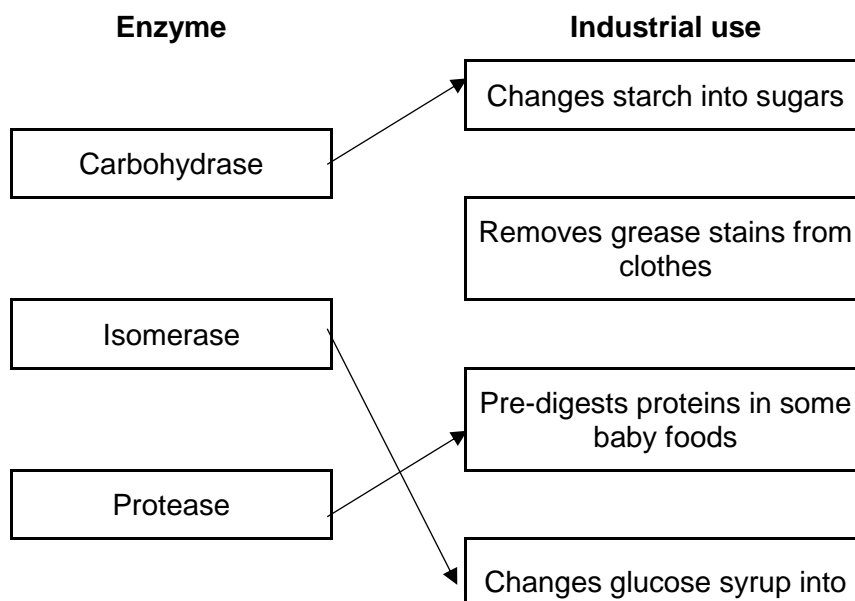 Enzyme
Industrial use
Changes starch into sugars
Carbohydrase
Removes grease stains from
clothes
Isomerase
Pre-digests proteins in some
baby foods
Protease
Changes glucose syrup into